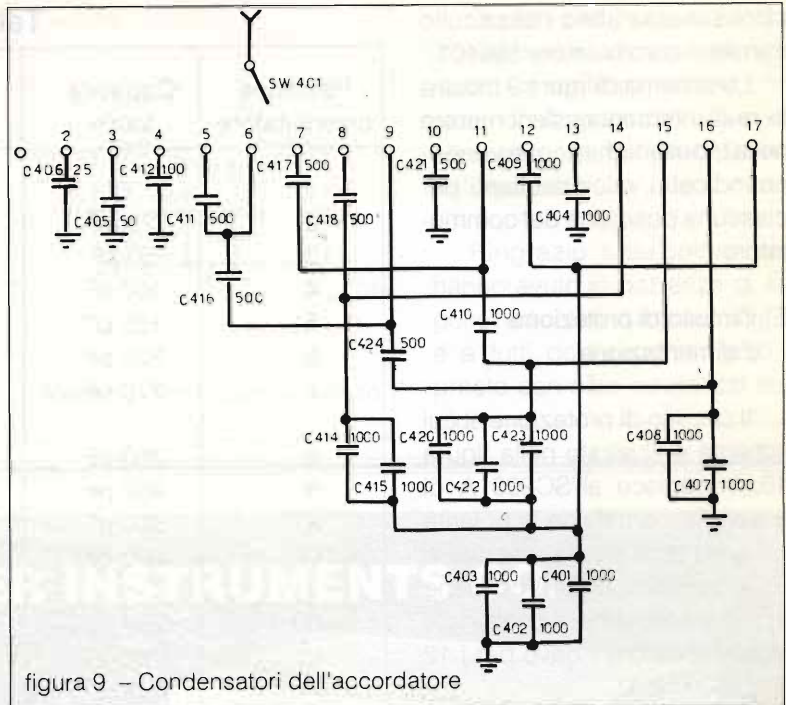 SW 401
2 3 4 5 6 7 8 9 10 11 12 13 14 15 16 17
C406 25
C405 50
C412 100
C411 500
C417 500
C418 500
C421 500
C409 1000
C404 1000
C416 500
C424 500
C410 1000
C414 1000
C415 1000
C420 1000
C422 1000
C423 1000
C408 1000
C407 1000
C403 1000
C402 1000
C401 1000
figura 9 – Condensatori dell'accordatore